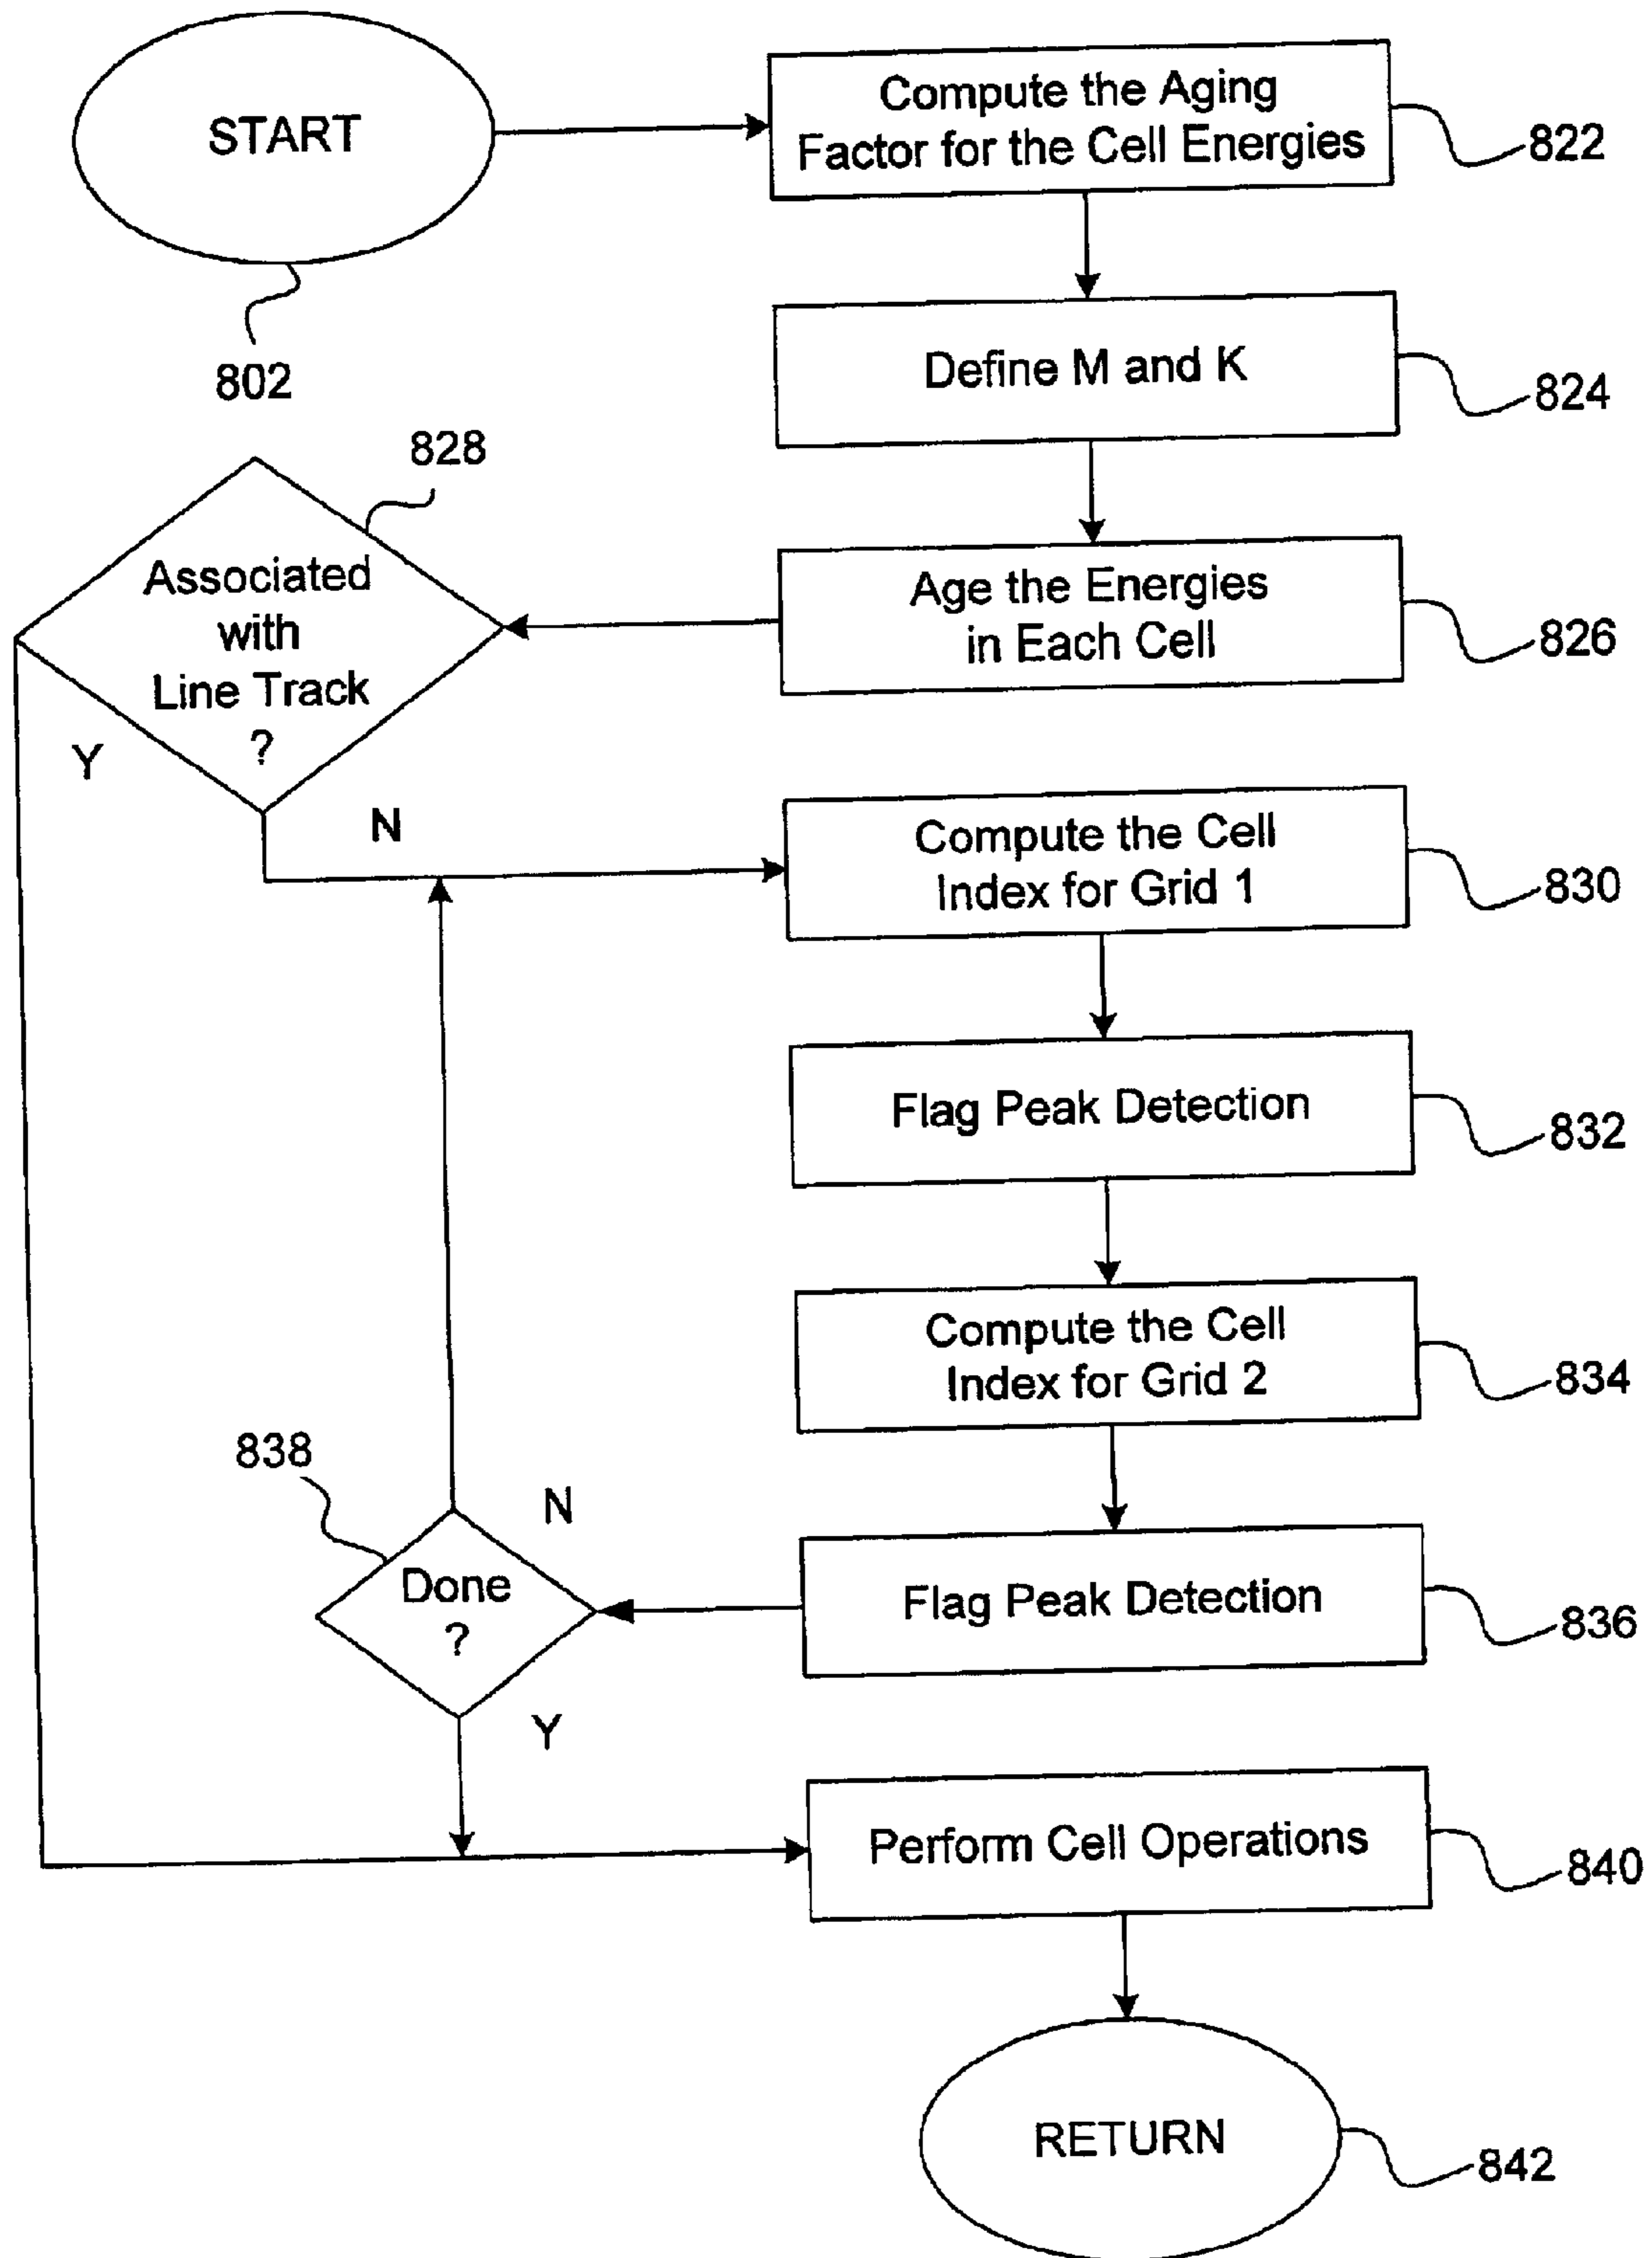 START
802
Compute the Aging
Factor for the Cell Energies
822
Define M and K
824
828
Associated
with
Line Track
?
Y
N
Age the Energies
in Each Cell
826
Compute the Cell
Index for Grid 1
830
Flag Peak Detection
832
Compute the Cell
Index for Grid 2
834
838
Done
?
N
Y
Flag Peak Detection
836
Perform Cell Operations
840
RETURN
842